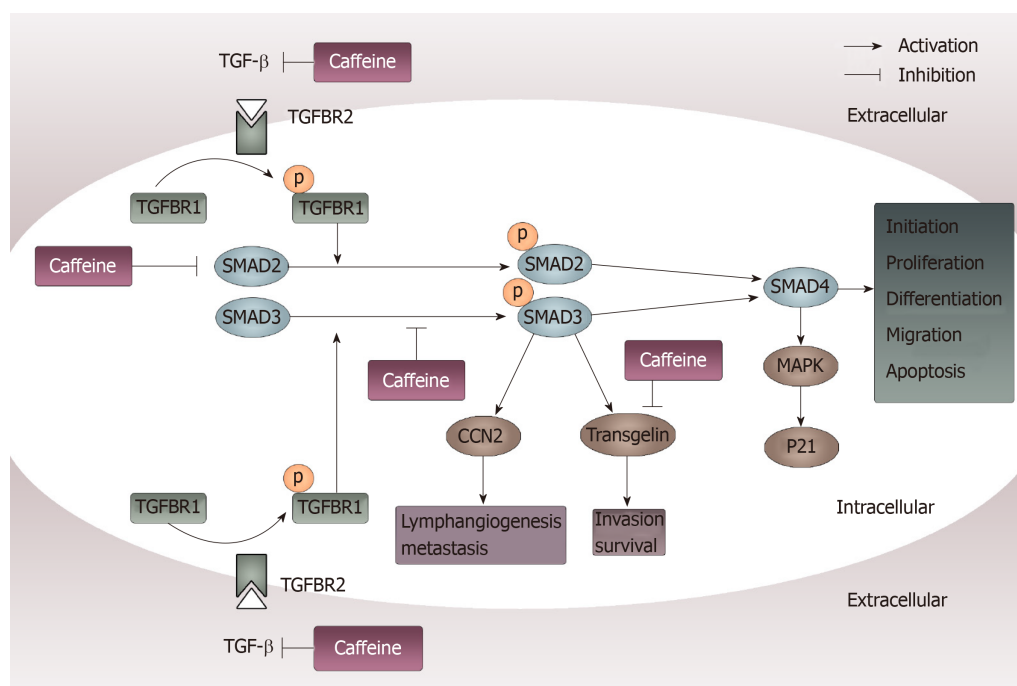 TGF-β
Caffeine
Activation
Inhibition
TGFBR2
Extracellular
p
TGFBR1
TGFBR1
Initiation
Proliferation
Differentiation
Migration
Apoptosis
Caffeine
SMAD2
p
SMAD2
SMAD4
SMAD3
p
SMAD3
Caffeine
Caffeine
MAPK
CCN2
Transgelin
P21
p
TGFBR1
TGFBR1
Lymphangiogenesis
metastasis
Invasion
survival
Intracellular
TGFBR2
Extracellular
TGF-β
Caffeine